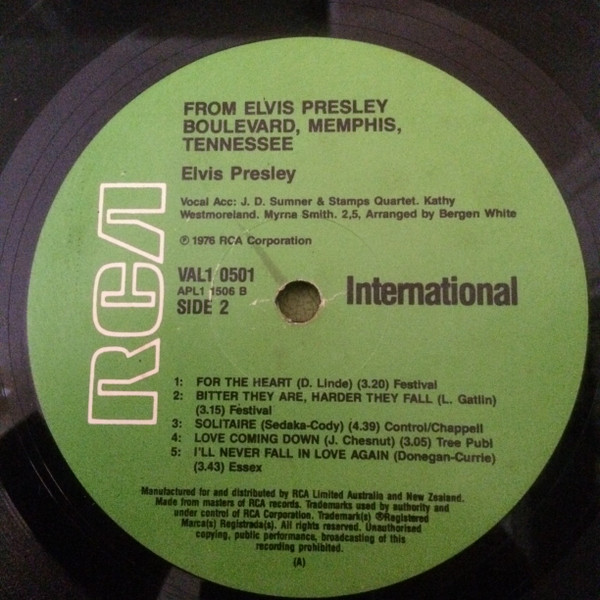 FROM ELVIS PRESLEY
BOULEVARD, MEMPHIS,
TENNESSEE
Elvis Presley
Vocal Acc: J. D. Sumner & Stamps Quartet. Kathy
Westmoreland. Myrna Smith. 2,5, Arranged by Bergen White
℗ 1976 RCA Corporation
VAL1 0501
APL1 1506 B
SIDE 2
International
RCA
1: FOR THE HEART (D. Linde) (3.20) Festival
2: BITTER THEY ARE, HARDER THEY FALL (L. Gatlin)
(3.15) Festival
3: SOLITAIRE (Sedaka-Cody) (4.39) Control/Chappell
4: LOVE COMING DOWN (J. Chesnut) (3.05) Tree Publ
5: I'LL NEVER FALL IN LOVE AGAIN (Donegan-Currie)
(3.43) Essex
Manufactured for and distributed by RCA Limited Australia and New Zealand.
Made from masters of RCA records. Trademarks used by authority and
under control of RCA Corporation. Trademark(s) ®Registered
Marca(s) Registrada(s). All rights reserved. Unauthorised
copying, public performance, broadcasting of this
recording prohibited.
(A)